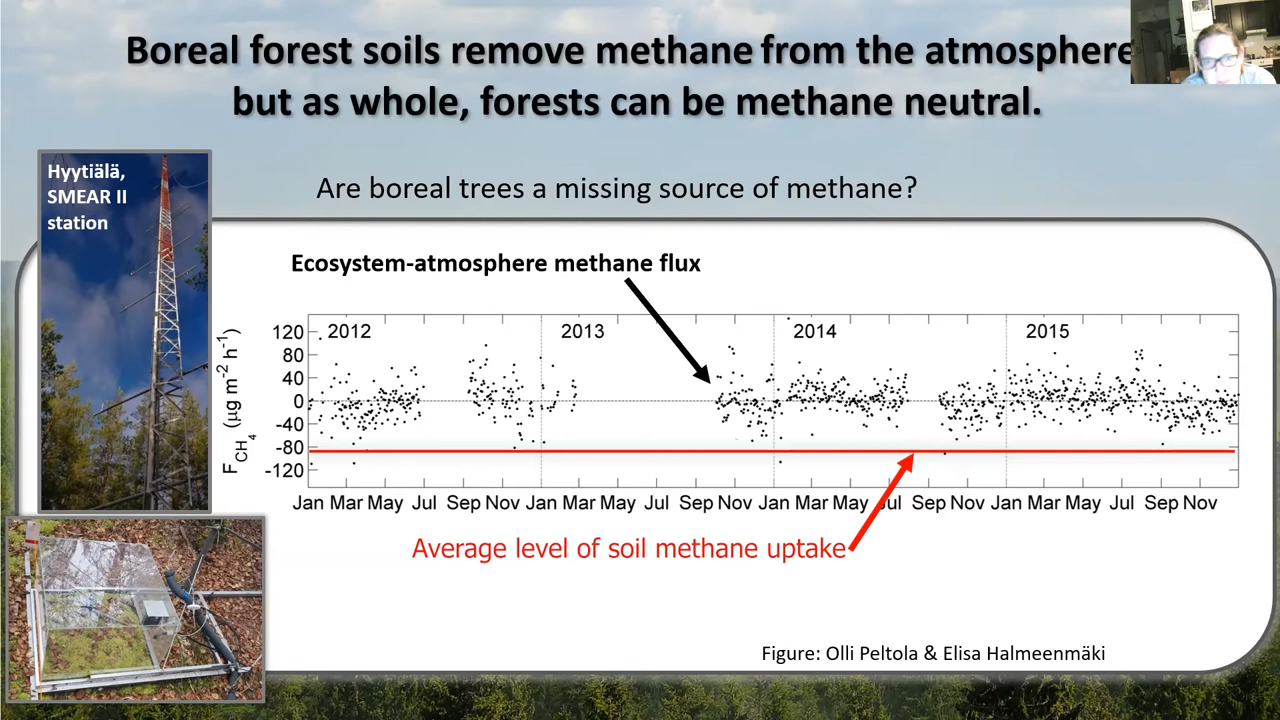 Boreal forest soils remove methane from the atmosphere
but as whole, forests can be methane neutral.
Hyytiälä,
SMEAR II
station
Are boreal trees a missing source of methane?
Ecosystem-atmosphere methane flux
F_CH4 (µg m⁻² h⁻¹)
120
80
40
0
-40
-80
-120
2012 2013 2014 2015
Jan Mar May Jul Sep Nov Jan Mar May Jul Sep Nov Jan Mar May Jul Sep Nov Jan Mar May Jul Sep Nov
Average level of soil methane uptake
Figure: Olli Peltola & Elisa Halmeenmäki